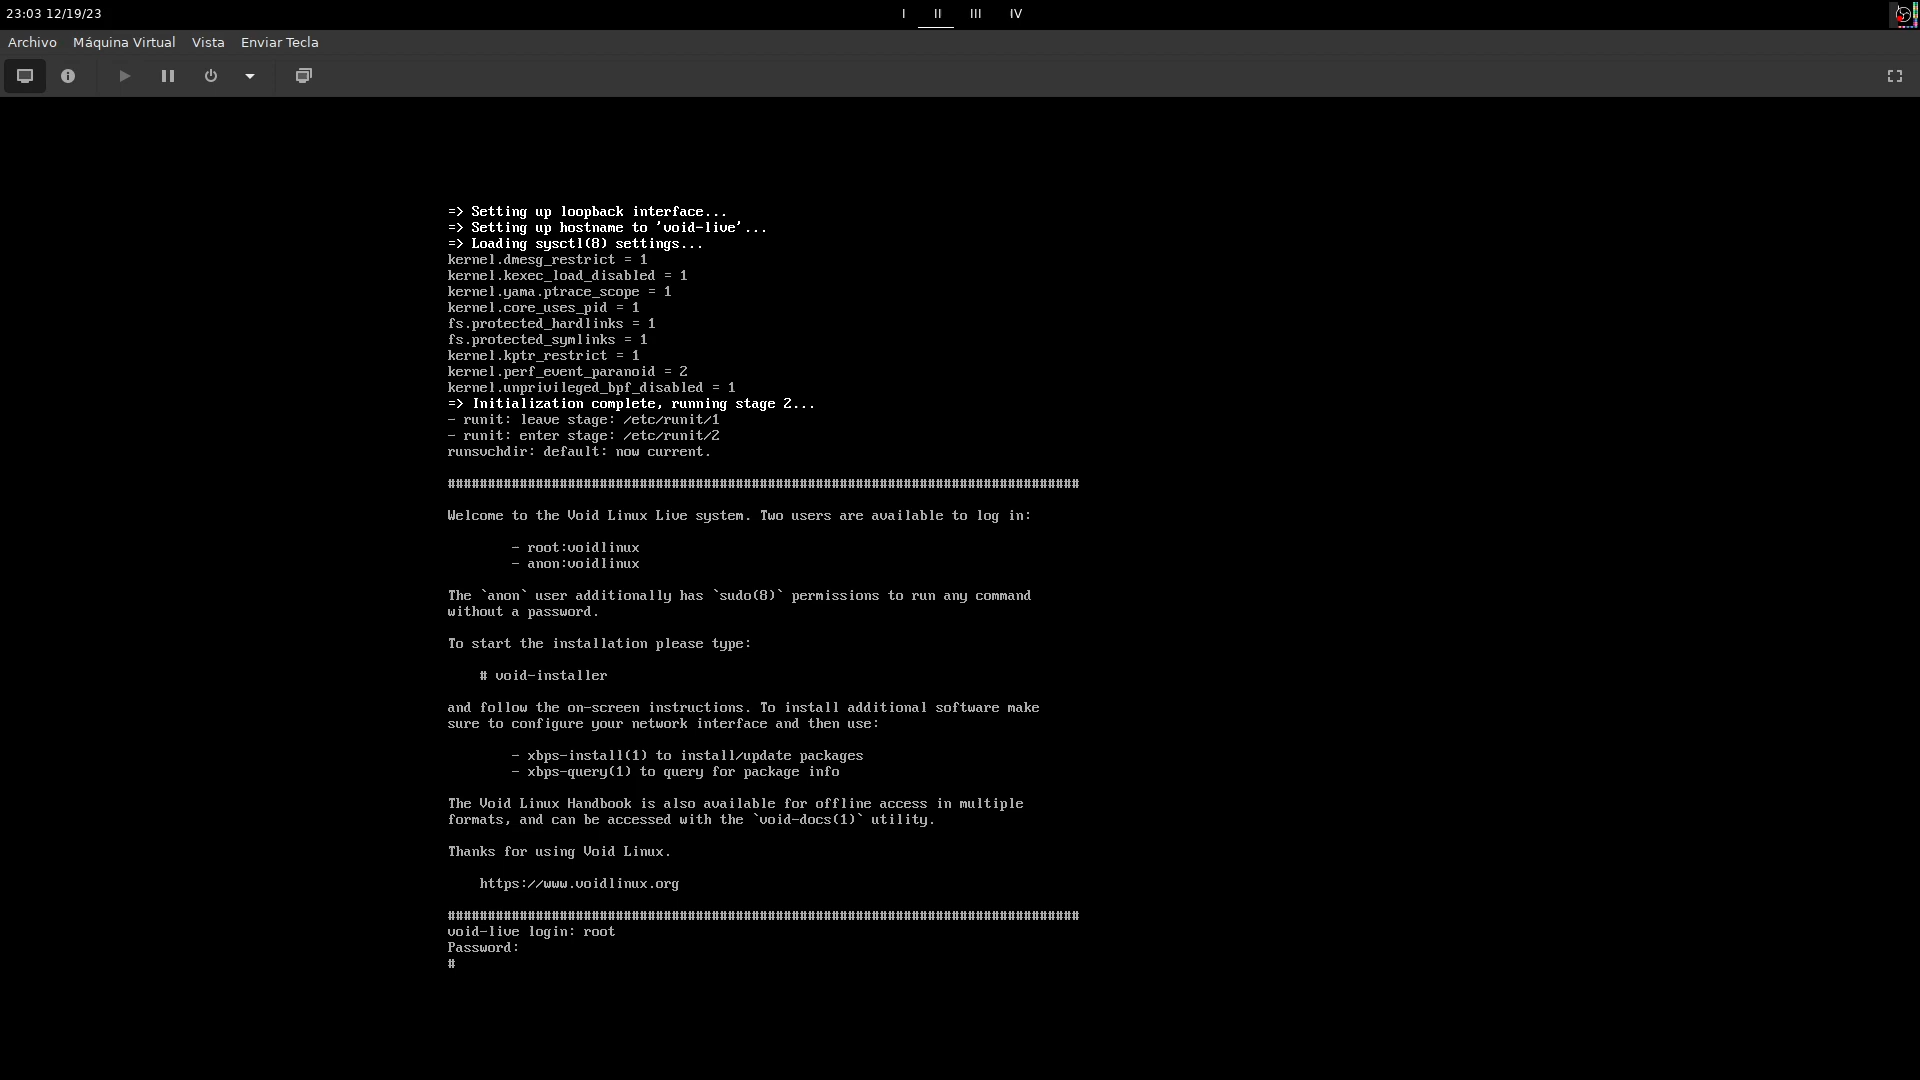 23:03 12/19/23
I II III IV
Archivo Máquina Virtual Vista Enviar Tecla
=> Setting up loopback interface...
=> Setting up hostname to 'void-live'...
=> Loading sysctl(8) settings...
kernel.dmesg_restrict = 1
kernel.kexec_load_disabled = 1
kernel.yama.ptrace_scope = 1
kernel.core_uses_pid = 1
fs.protected_hardlinks = 1
fs.protected_symlinks = 1
kernel.kptr_restrict = 1
kernel.perf_event_paranoid = 2
kernel.unprivileged_bpf_disabled = 1
=> Initialization complete, running stage 2...
- runit: leave stage: /etc/runit/1
- runit: enter stage: /etc/runit/2
runsvchdir: default: now current.
###############################################################################
Welcome to the Void Linux Live system. Two users are available to log in:
- root:voidlinux
- anon:voidlinux
The `anon` user additionally has `sudo(8)` permissions to run any command
without a password.
To start the installation please type:
# void-installer
and follow the on-screen instructions. To install additional software make
sure to configure your network interface and then use:
- xbps-install(1) to install/update packages
- xbps-query(1) to query for package info
The Void Linux Handbook is also available for offline access in multiple
formats, and can be accessed with the `void-docs(1)` utility.
Thanks for using Void Linux.
https://www.voidlinux.org
###############################################################################
void-live login: root
Password:
#